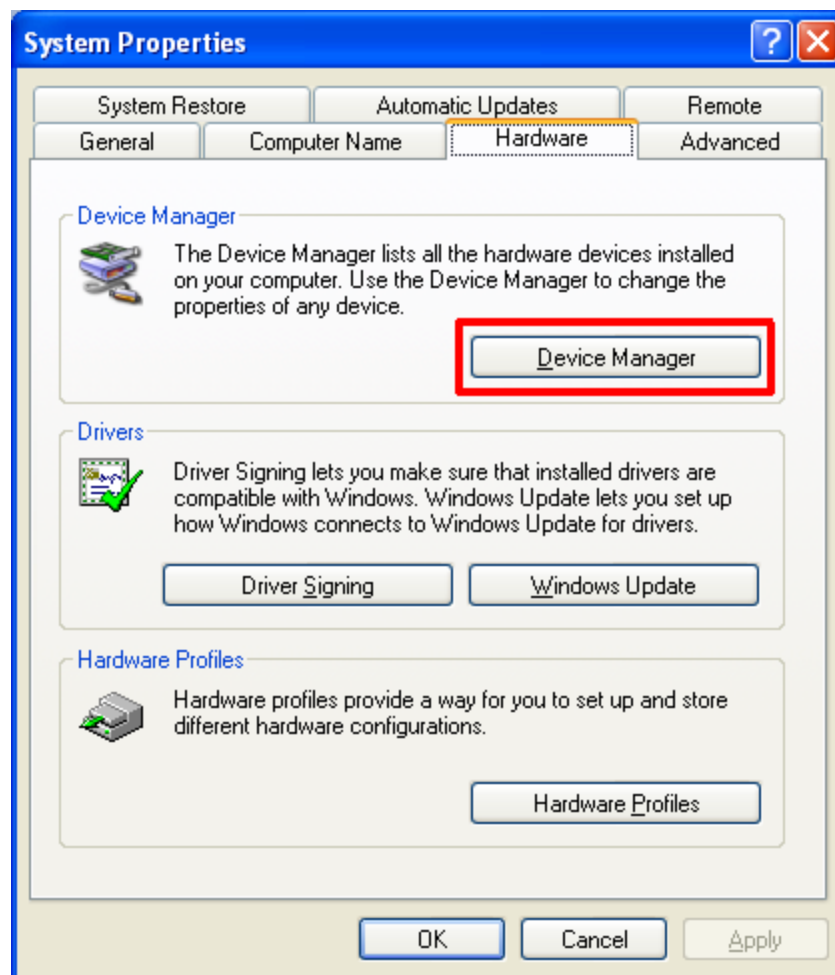 System Properties
System Restore Automatic Updates Remote
General Computer Name Hardware Advanced
Device Manager
The Device Manager lists all the hardware devices installed
on your computer. Use the Device Manager to change the
properties of any device.
Device Manager
Drivers
Driver Signing lets you make sure that installed drivers are
compatible with Windows. Windows Update lets you set up
how Windows connects to Windows Update for drivers.
Driver Signing Windows Update
Hardware Profiles
Hardware profiles provide a way for you to set up and store
different hardware configurations.
Hardware Profiles
OK Cancel Apply